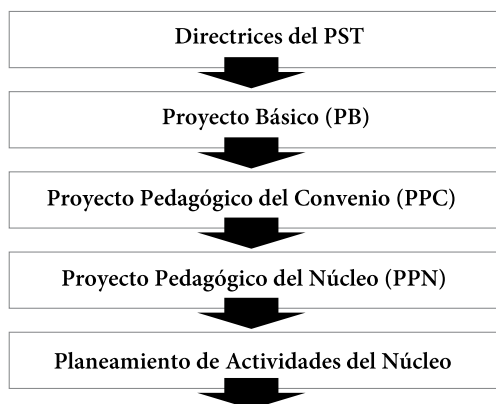 Directrices del PST
Proyecto Básico (PB)
Proyecto Pedagógico del Convenio (PPC)
Proyecto Pedagógico del Núcleo (PPN)
Planeamiento de Actividades del Núcleo